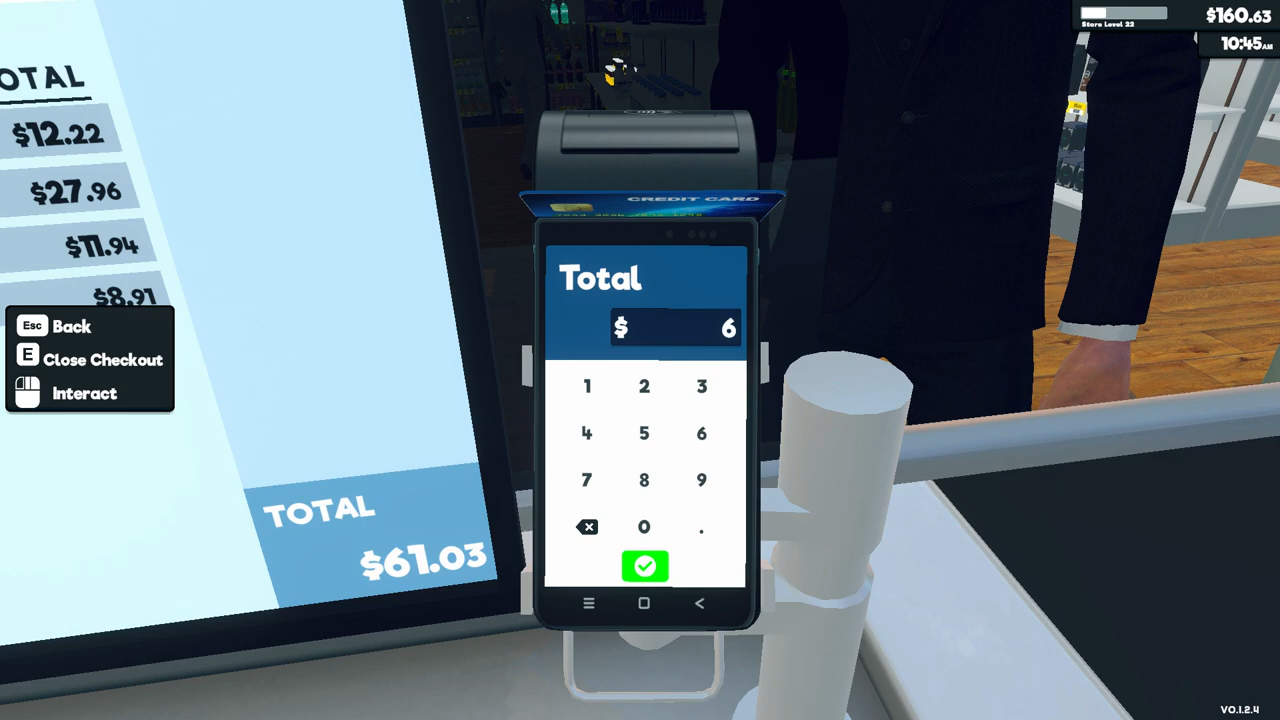 OTAL
$12.22
$27.96
$11.94
$8.91
Esc Back
E Close Checkout
Interact
TOTAL
$61.03
CREDIT CARD
Total
$ 6
1 2 3
4 5 6
7 8 9
0 .
$160.63
Store Level 22
10:45AM
V0.1.2.4